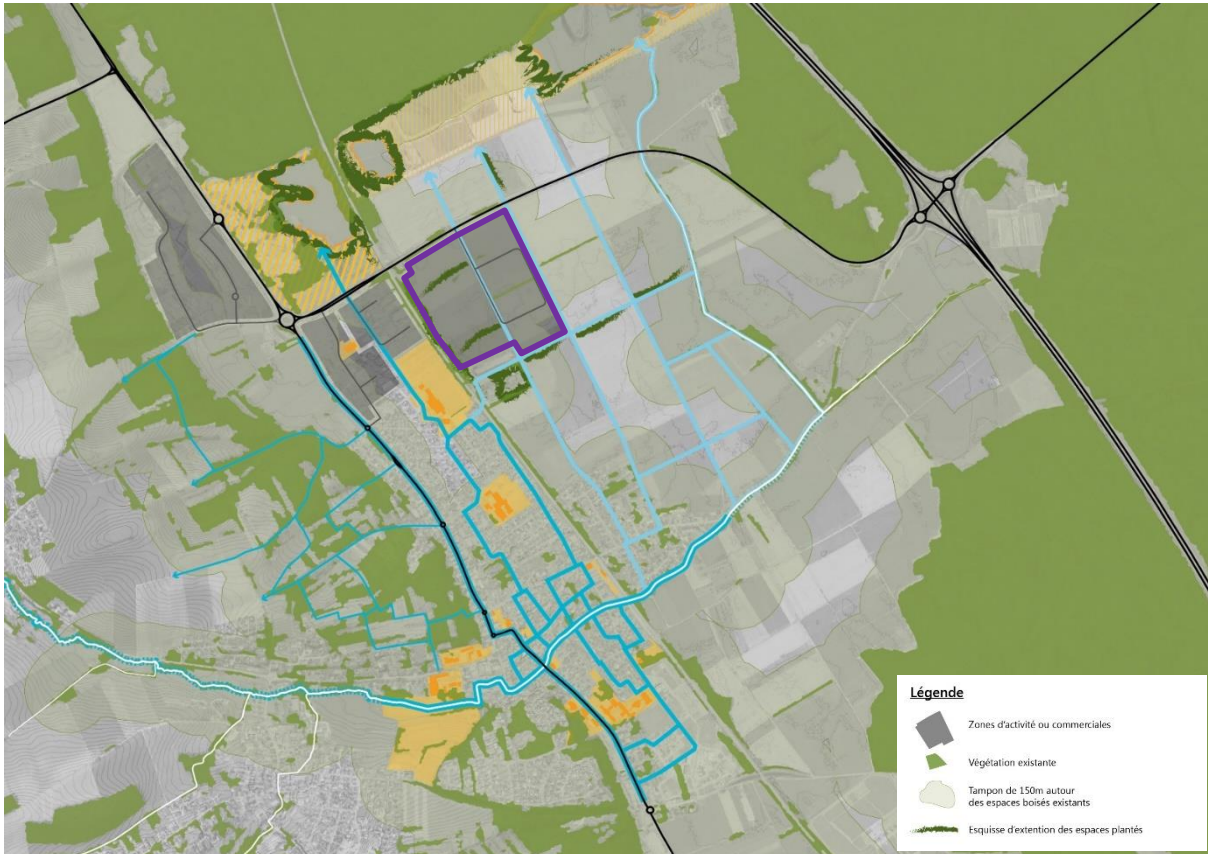 Légende
Zones d'activité ou commerciales
Végétation existante
Tampon de 150m autour
des espaces boisés existants
Esquisse d'extention des espaces plantés